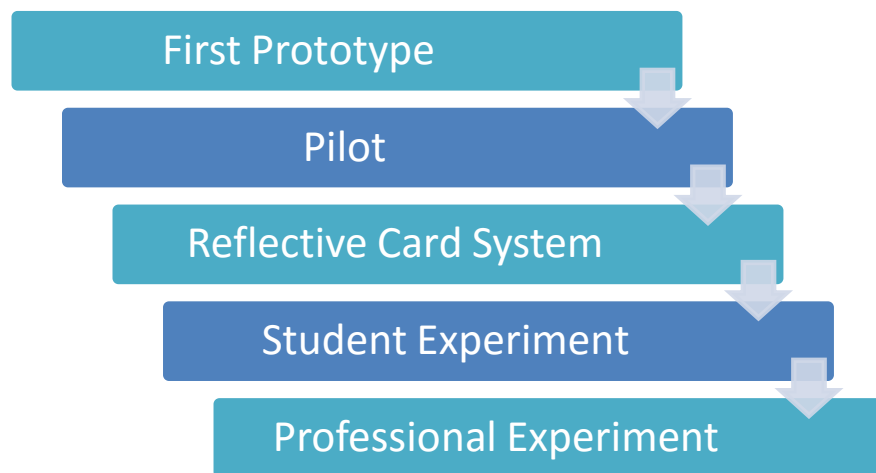 First Prototype
Pilot
Reflective Card System
Student Experiment
Professional Experiment